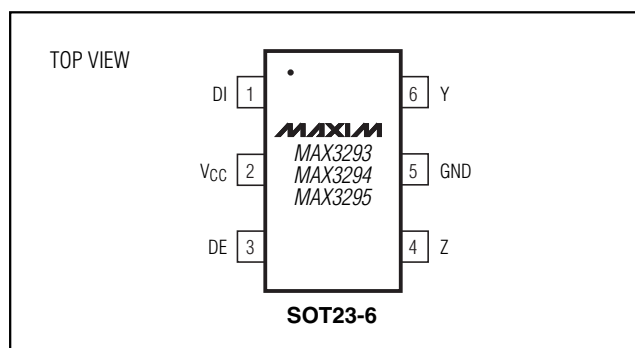 TOP VIEW
DI 1
6 Y
MAXIM
MAX3293
MAX3294
MAX3295
VCC 2
5 GND
DE 3
4 Z
SOT23-6